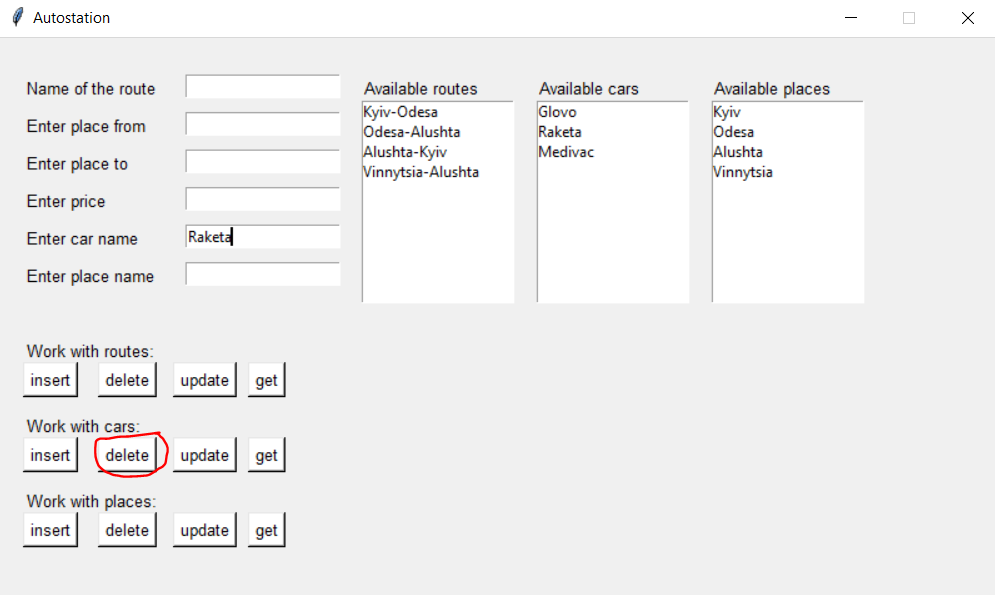 Autostation
Name of the route
Enter place from
Enter place to
Enter price
Enter car name Raketa
Enter place name
Available routes
Kyiv-Odesa
Odesa-Alushta
Alushta-Kyiv
Vinnytsia-Alushta
Available cars
Glovo
Raketa
Medivac
Available places
Kyiv
Odesa
Alushta
Vinnytsia
Work with routes:
insert delete update get
Work with cars:
insert delete update get
Work with places:
insert delete update get